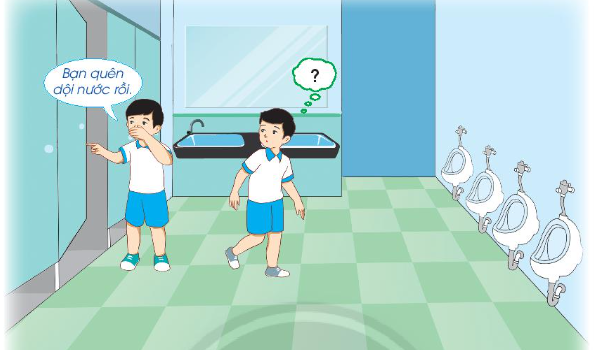 Bạn quên
dội nước rồi.
?